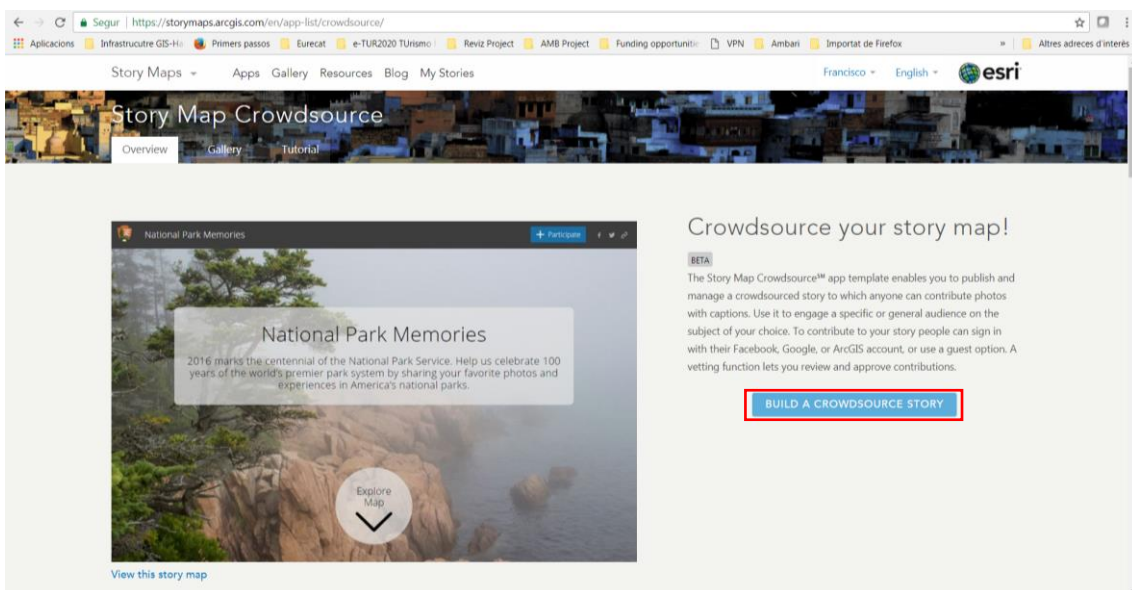 Segur | https://storymaps.arcgis.com/en/app-list/crowdsource/
Aplicacions Infrastrucutre GIS-Ha Primers passos Eurecat e-TUR2020 TUrismo Reviz Project AMB Project Funding opportunitie VPN Ambari Importat de Firefox » Altres adreces d'interès
Story Maps Apps Gallery Resources Blog My Stories Francisco English esri
Story Map Crowdsource
Overview Gallery Tutorial
National Park Memories + Participate
National Park Memories
2016 marks the centennial of the National Park Service. Help us celebrate 100
years of the world's premier park system by sharing your favorite photos and
experiences in America's national parks.
Explore
Map
View this story map
Crowdsource your story map!
BETA
The Story Map Crowdsource℠ app template enables you to publish and
manage a crowdsourced story to which anyone can contribute photos
with captions. Use it to engage a specific or general audience on the
subject of your choice. To contribute to your story people can sign in
with their Facebook, Google, or ArcGIS account, or use a guest option. A
vetting function lets you review and approve contributions.
BUILD A CROWDSOURCE STORY